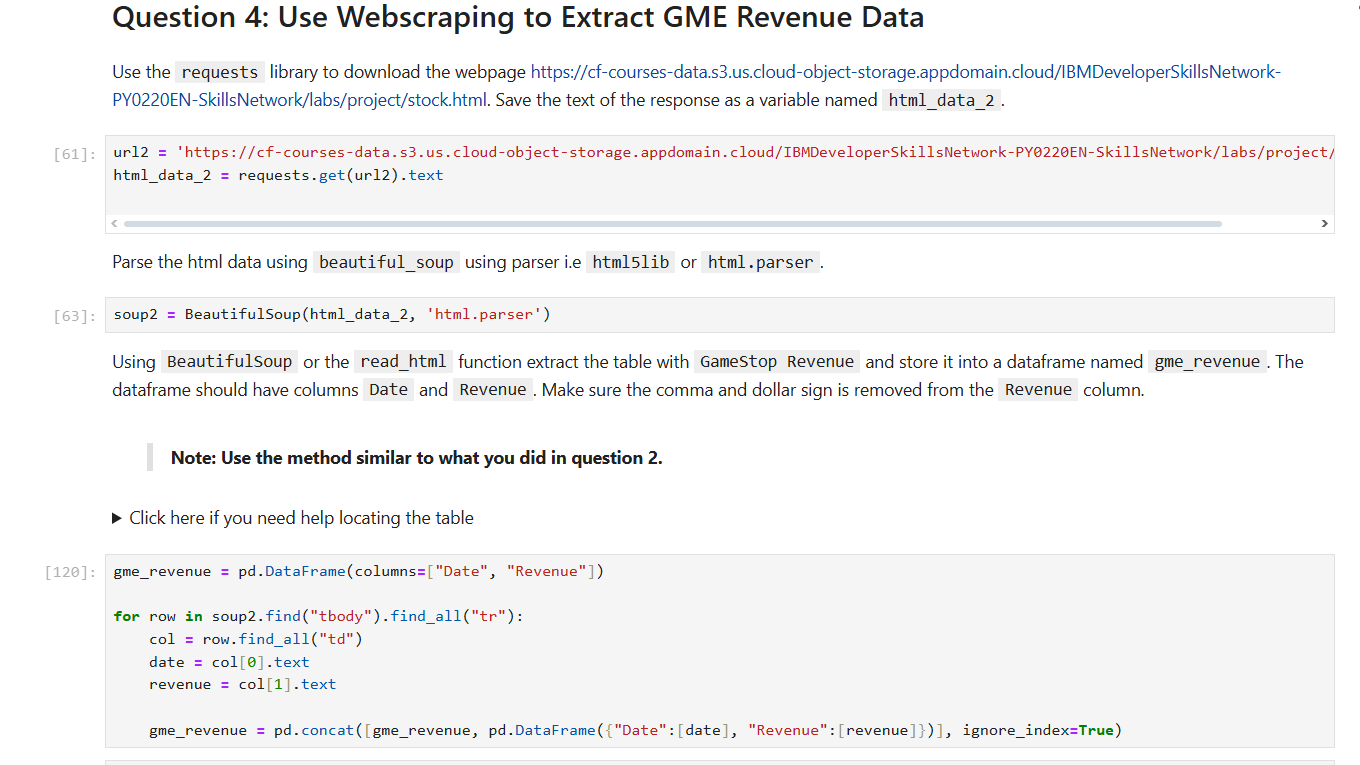 Question 4: Use Webscraping to Extract GME Revenue Data
Use the requests library to download the webpage https://cf-courses-data.s3.us.cloud-object-storage.appdomain.cloud/IBMDeveloperSkillsNetwork-
PY0220EN-SkillsNetwork/labs/project/stock.html. Save the text of the response as a variable named html_data_2.
[61]: url2 = 'https://cf-courses-data.s3.us.cloud-object-storage.appdomain.cloud/IBMDeveloperSkillsNetwork-PY0220EN-SkillsNetwork/labs/project/
html_data_2 = requests.get(url2).text
Parse the html data using beautiful_soup using parser i.e html5lib or html.parser.
[63]: soup2 = BeautifulSoup(html_data_2, 'html.parser')
Using BeautifulSoup or the read_html function extract the table with GameStop Revenue and store it into a dataframe named gme_revenue. The
dataframe should have columns Date and Revenue. Make sure the comma and dollar sign is removed from the Revenue column.
Note: Use the method similar to what you did in question 2.
Click here if you need help locating the table
[120]: gme_revenue = pd.DataFrame(columns=["Date", "Revenue"])
for row in soup2.find("tbody").find_all("tr"):
    col = row.find_all("td")
    date = col[0].text
    revenue = col[1].text
    gme_revenue = pd.concat([gme_revenue, pd.DataFrame({"Date":[date], "Revenue":[revenue]})], ignore_index=True)